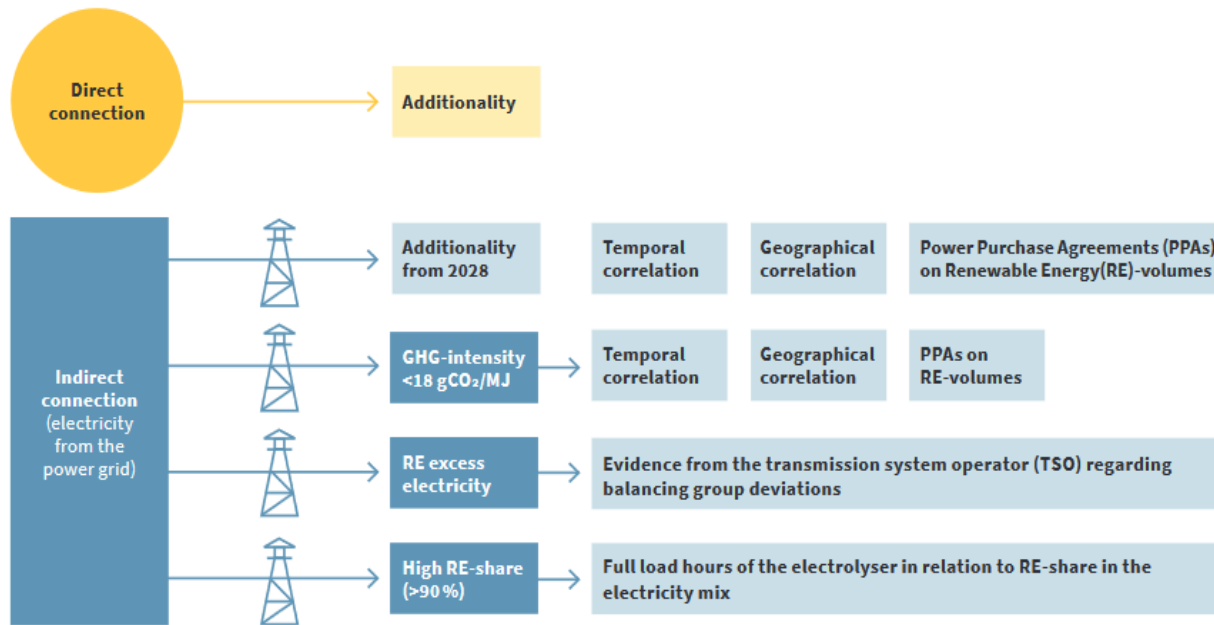 Direct
connection
Additionality
Indirect
connection
(electricity
from the
power grid)
Additionality
from 2028
Temporal
correlation
Geographical
correlation
Power Purchase Agreements (PPAs)
on Renewable Energy(RE)-volumes
GHG-intensity
<18 gCO₂/MJ
Temporal
correlation
Geographical
correlation
PPAs on
RE-volumes
RE excess
electricity
Evidence from the transmission system operator (TSO) regarding
balancing group deviations
High RE-share
(>90 %)
Full load hours of the electrolyser in relation to RE-share in the
electricity mix